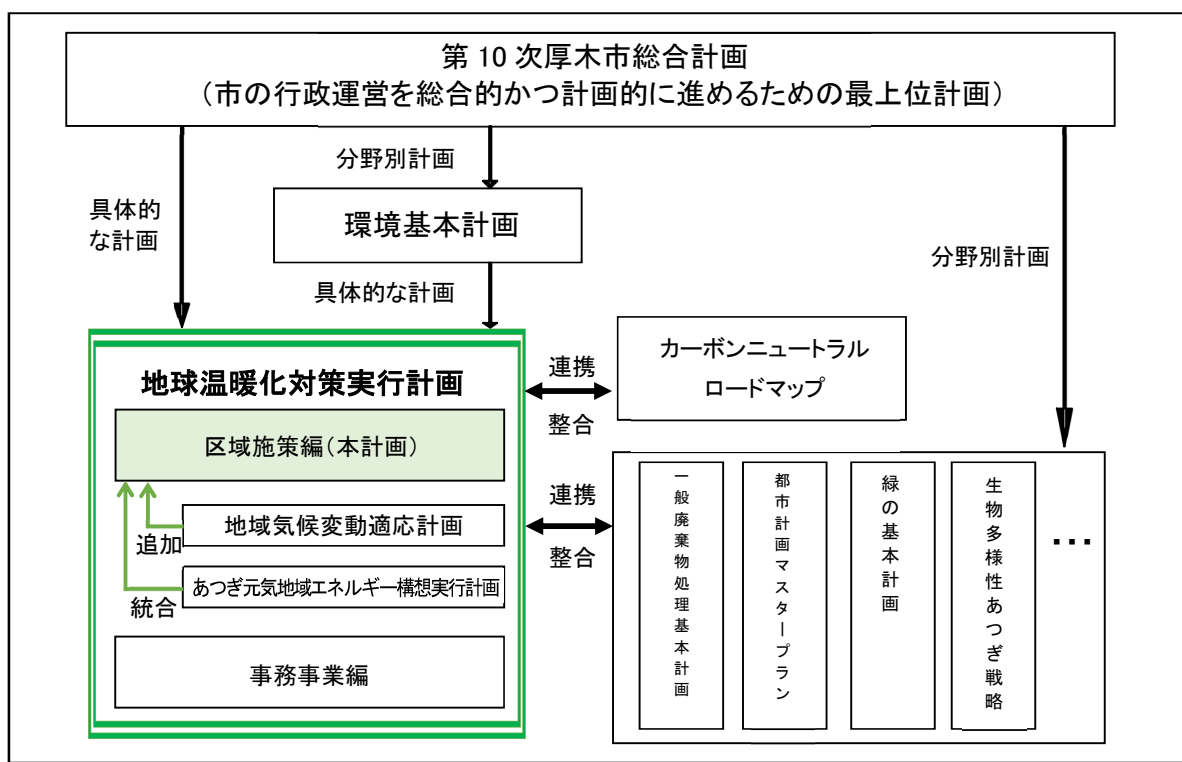 第 10 次厚木市総合計画
（市の行政運営を総合的かつ計画的に進めるための最上位計画）
具体的
な計画
分野別計画
環境基本計画
具体的な計画
分野別計画
地球温暖化対策実行計画
区域施策編（本計画）
地域気候変動適応計画
追加
あつぎ元気地域エネルギー構想実行計画
統合
事務事業編
連携
整合
カーボンニュートラル
ロードマップ
連携
整合
一般廃棄物処理基本計画
都市計画マスタープラン
緑の基本計画
生物多様性あつぎ戦略
…